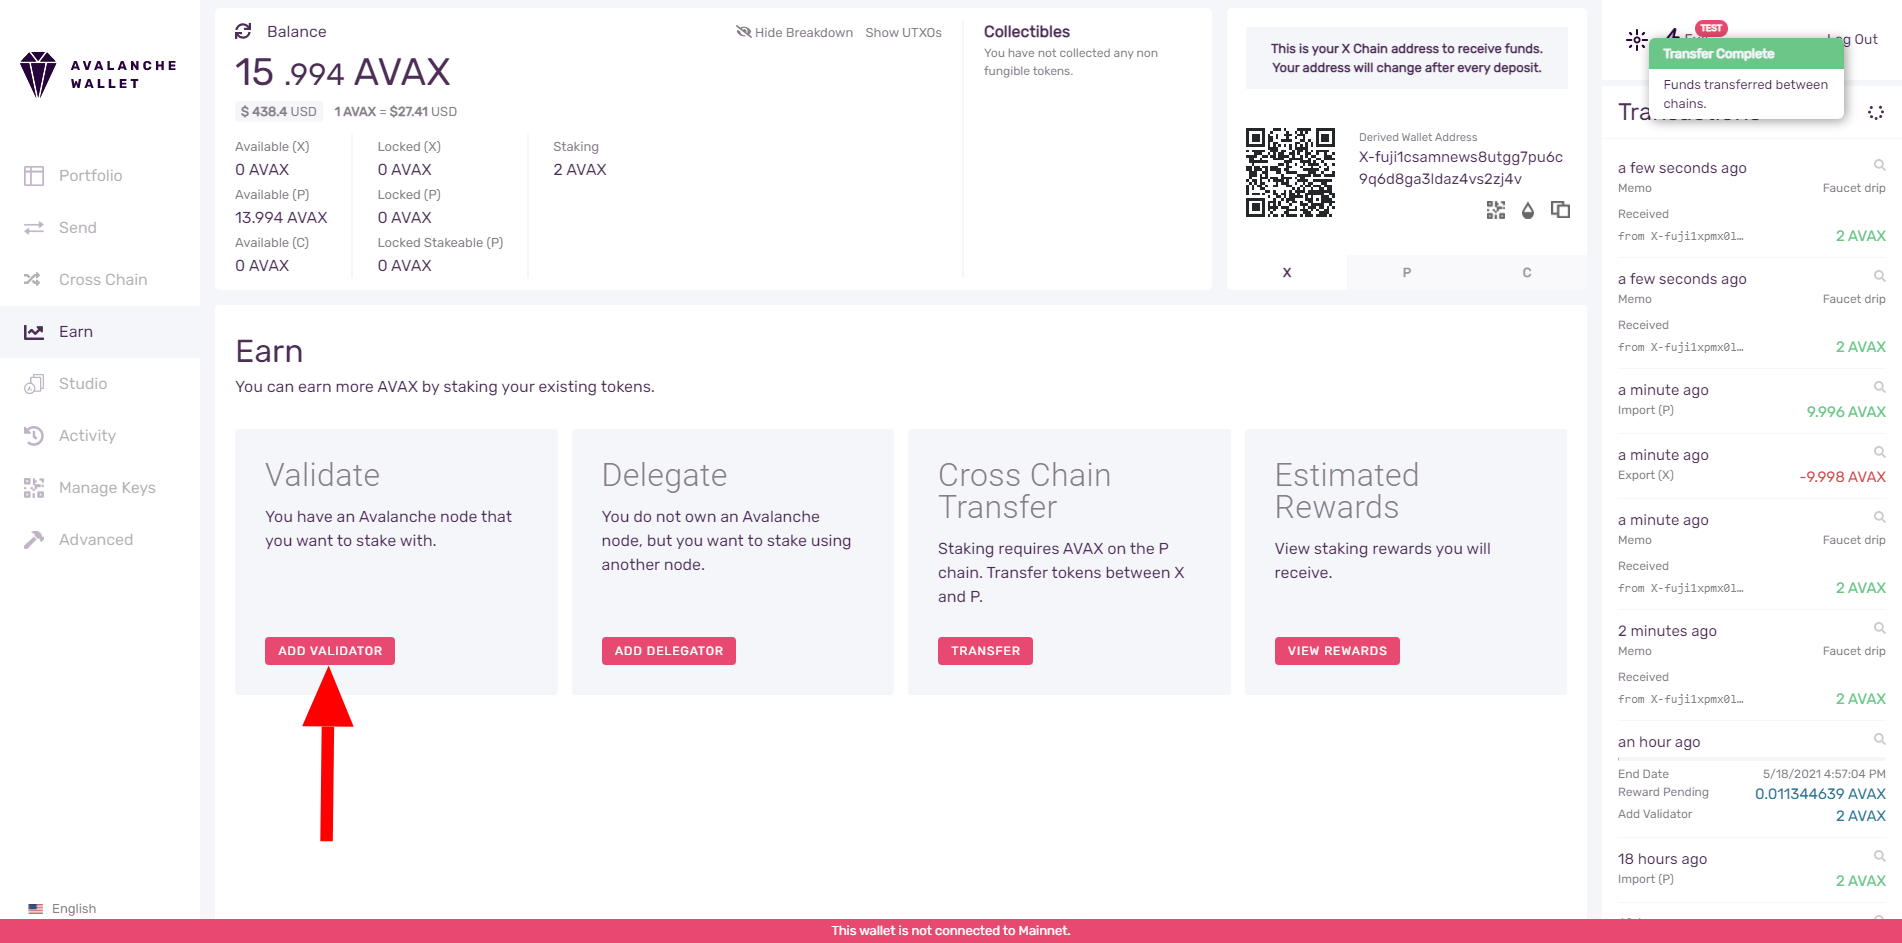 AVALANCHE
WALLET
Portfolio
Send
Cross Chain
Earn
Studio
Activity
Manage Keys
Advanced
English
Balance
Hide Breakdown
Show UTXOs
15 .994 AVAX
$ 438.4 USD
1 AVAX = $27.41 USD
Available (X)
0 AVAX
Available (P)
13.994 AVAX
Available (C)
0 AVAX
Locked (X)
0 AVAX
Locked (P)
0 AVAX
Locked Stakeable (P)
0 AVAX
Staking
2 AVAX
Collectibles
You have not collected any non
fungible tokens.
This is your X Chain address to receive funds.
Your address will change after every deposit.
Derived Wallet Address
X-fuji1csamnews8utgg7pu6c
9q6d8ga3ldaz4vs2zj4v
X
P
C
Earn
You can earn more AVAX by staking your existing tokens.
Validate
You have an Avalanche node that
you want to stake with.
ADD VALIDATOR
Delegate
You do not own an Avalanche
node, but you want to stake using
another node.
ADD DELEGATOR
Cross Chain
Transfer
Staking requires AVAX on the P
chain. Transfer tokens between X
and P.
TRANSFER
Estimated
Rewards
View staking rewards you will
receive.
VIEW REWARDS
TEST
Log Out
Transfer Complete
Funds transferred between
chains.
a few seconds ago
Memo Faucet drip
Received
from X-fuji1xpmx0l… 2 AVAX
a few seconds ago
Memo Faucet drip
Received
from X-fuji1xpmx0l… 2 AVAX
a minute ago
Import (P) 9.996 AVAX
a minute ago
Export (X) -9.998 AVAX
a minute ago
Memo Faucet drip
Received
from X-fuji1xpmx0l… 2 AVAX
2 minutes ago
Memo Faucet drip
Received
from X-fuji1xpmx0l… 2 AVAX
an hour ago
End Date 5/18/2021 4:57:04 PM
Reward Pending 0.011344639 AVAX
Add Validator 2 AVAX
18 hours ago
Import (P) 2 AVAX
This wallet is not connected to Mainnet.